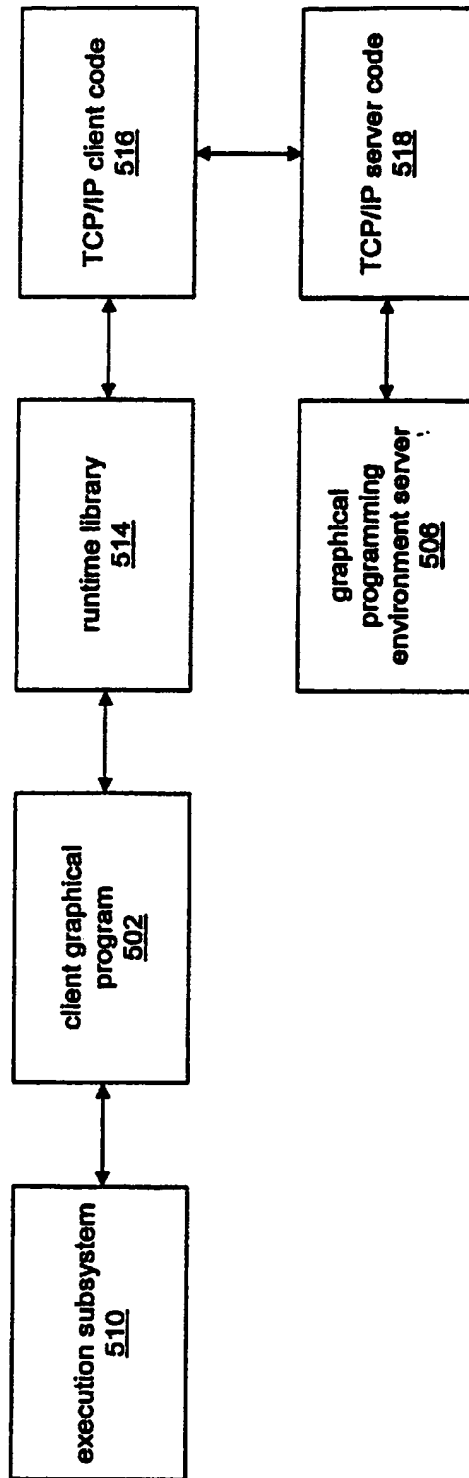 execution subsystem
510
client graphical
program
502
runtime library
514
TCP/IP client code
516
graphical
programming
environment server
506
TCP/IP server code
518